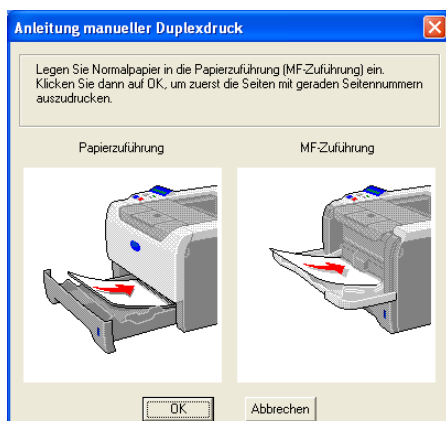 Anleitung manueller Duplexdruck
Legen Sie Normalpapier in die Papierzuführung (MF-Zuführung) ein.
Klicken Sie dann auf OK, um zuerst die Seiten mit geraden Seitennummern
auszudrucken.
Papierzuführung
MF-Zuführung
OK
Abbrechen